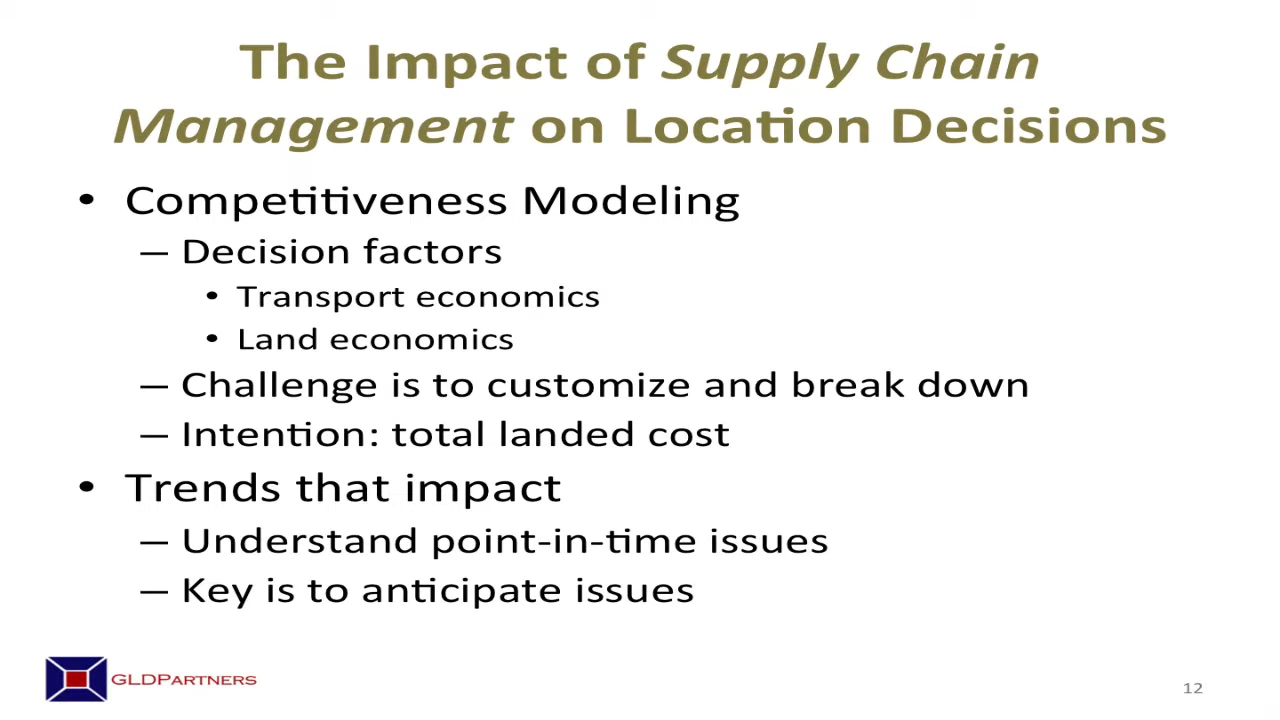 The Impact of Supply Chain
Management on Location Decisions
• Competitiveness Modeling
– Decision factors
• Transport economics
• Land economics
– Challenge is to customize and break down
– Intention: total landed cost
• Trends that impact
– Understand point-in-time issues
– Key is to anticipate issues
GLDPARTNERS
12